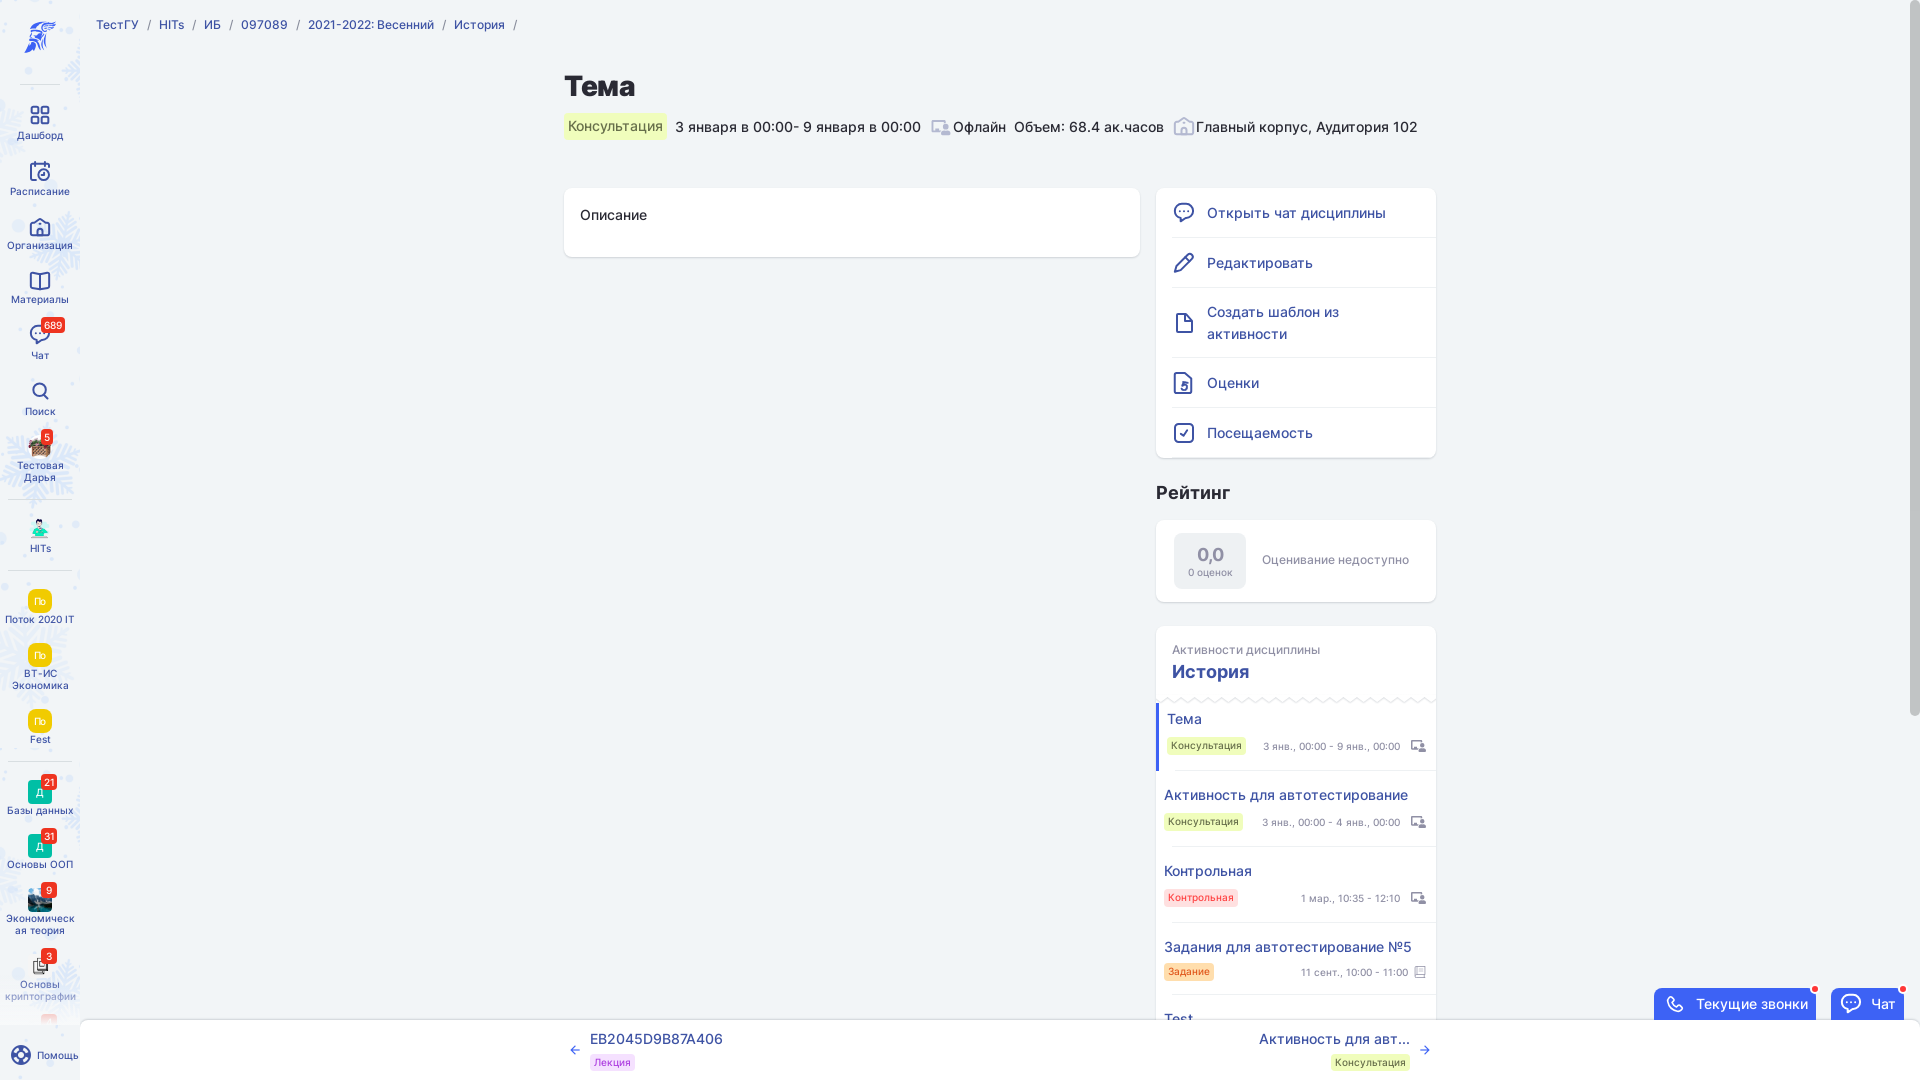 ТестГУ / HITs / ИБ / 097089 / 2021-2022: Весенний / История /
Дашборд
Расписание
Организация
Материалы
689
Чат
Поиск
5
Тестовая
Дарья
HITs
По
Поток 2020 IT
По
ВТ-ИС
Экономика
По
Fest
21
Д
Базы данных
31
Д
Основы ООП
9
Экономическ
ая теория
3
Основы
криптографии
Помощь
Тема
Консультация 3 января в 00:00- 9 января в 00:00 Офлайн Объем: 68.4 ак.часов Главный корпус, Аудитория 102
Описание
Открыть чат дисциплины
Редактировать
Создать шаблон из
активности
Оценки
Посещаемость
Рейтинг
0,0
0 оценок
Оценивание недоступно
Активности дисциплины
История
Тема
Консультация 3 янв., 00:00 - 9 янв., 00:00
Активность для автотестирование
Консультация 3 янв., 00:00 - 4 янв., 00:00
Контрольная
Контрольная 1 мар., 10:35 - 12:10
Задания для автотестирование №5
Задание 11 сент., 10:00 - 11:00
Test
Текущие звонки
Чат
EB2045D9B87A406
Лекция
Активность для авт...
Консультация